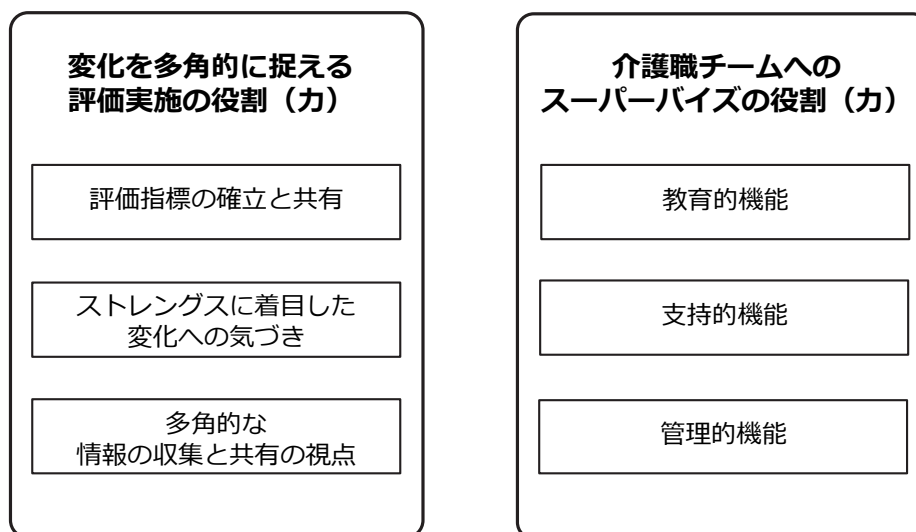 変化を多角的に捉える
評価実施の役割（力）
評価指標の確立と共有
ストレングスに着目した
変化への気づき
多角的な
情報の収集と共有の視点
介護職チームへの
スーパーバイズの役割（力）
教育的機能
支持的機能
管理的機能